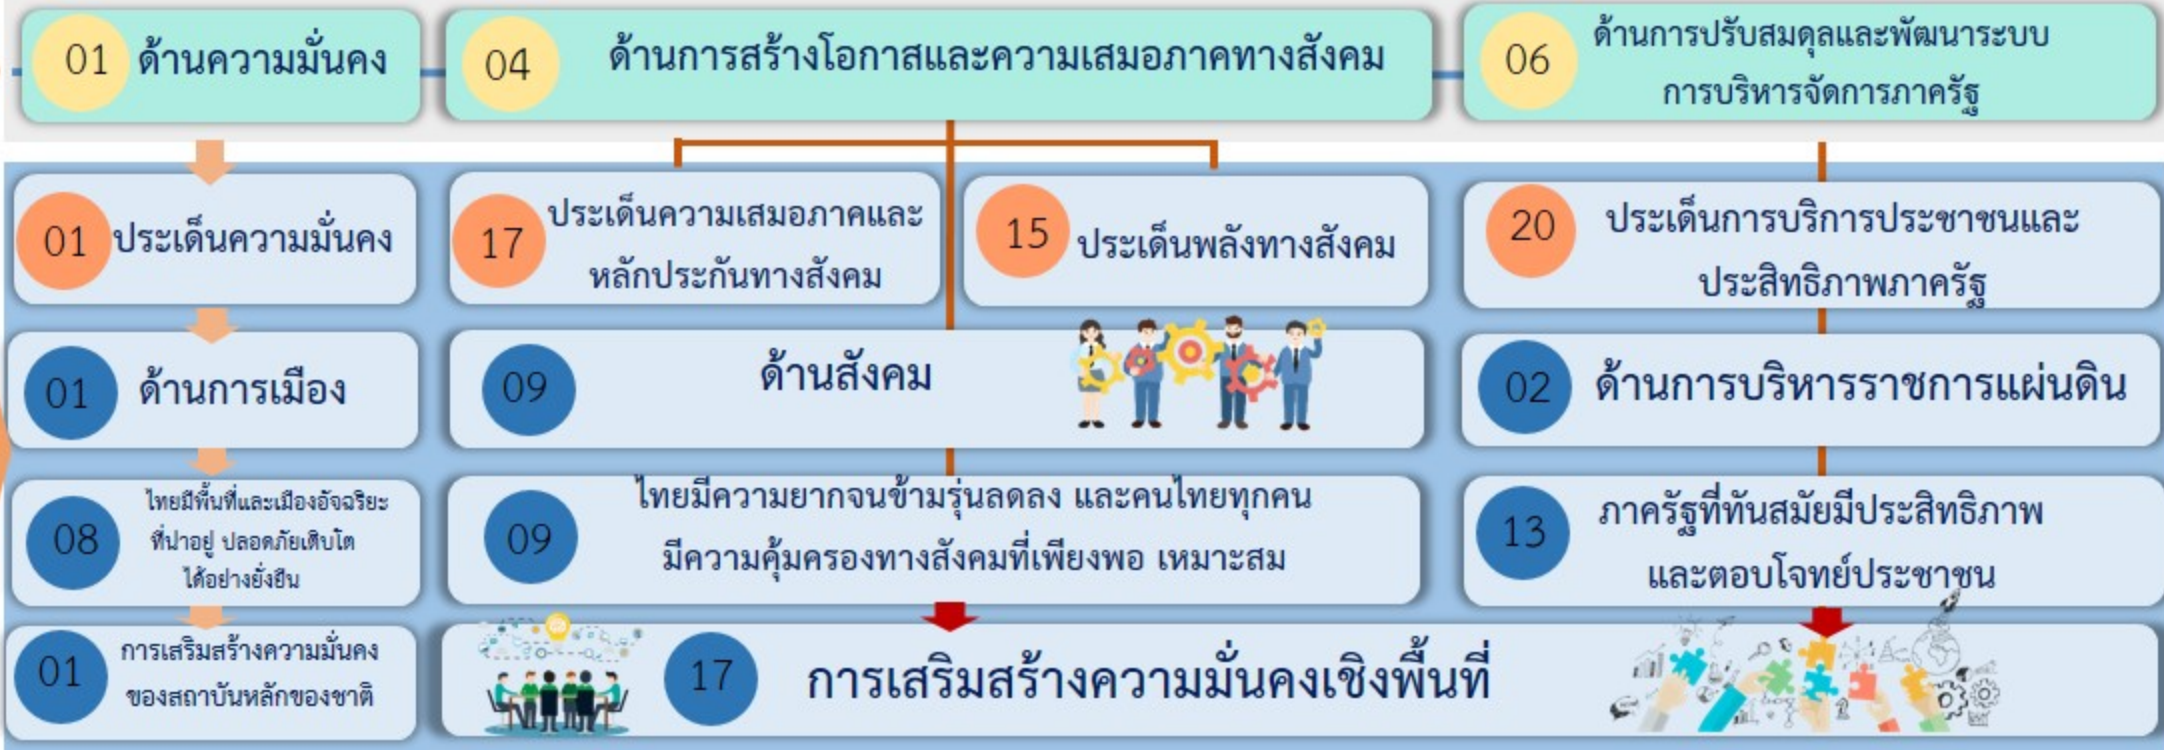 01 ด้านความมั่นคง
04 ด้านการสร้างโอกาสและความเสมอภาคทางสังคม
06 ด้านการปรับสมดุลและพัฒนาระบบ
การบริหารจัดการภาครัฐ
01 ประเด็นความมั่นคง
17 ประเด็นความเสมอภาคและ
หลักประกันทางสังคม
15 ประเด็นพลังทางสังคม
20 ประเด็นการบริการประชาชนและ
ประสิทธิภาพภาครัฐ
01 ด้านการเมือง
09 ด้านสังคม
02 ด้านการบริหารราชการแผ่นดิน
08 ไทยมีพื้นที่และเมืองอัจฉริยะ
ที่น่าอยู่ ปลอดภัยเติบโต
ได้อย่างยั่งยืน
09 ไทยมีความยากจนข้ามรุ่นลดลง และคนไทยทุกคน
มีความคุ้มครองทางสังคมที่เพียงพอ เหมาะสม
13 ภาครัฐที่ทันสมัยมีประสิทธิภาพ
และตอบโจทย์ประชาชน
01 การเสริมสร้างความมั่นคง
ของสถาบันหลักของชาติ
17 การเสริมสร้างความมั่นคงเชิงพื้นที่